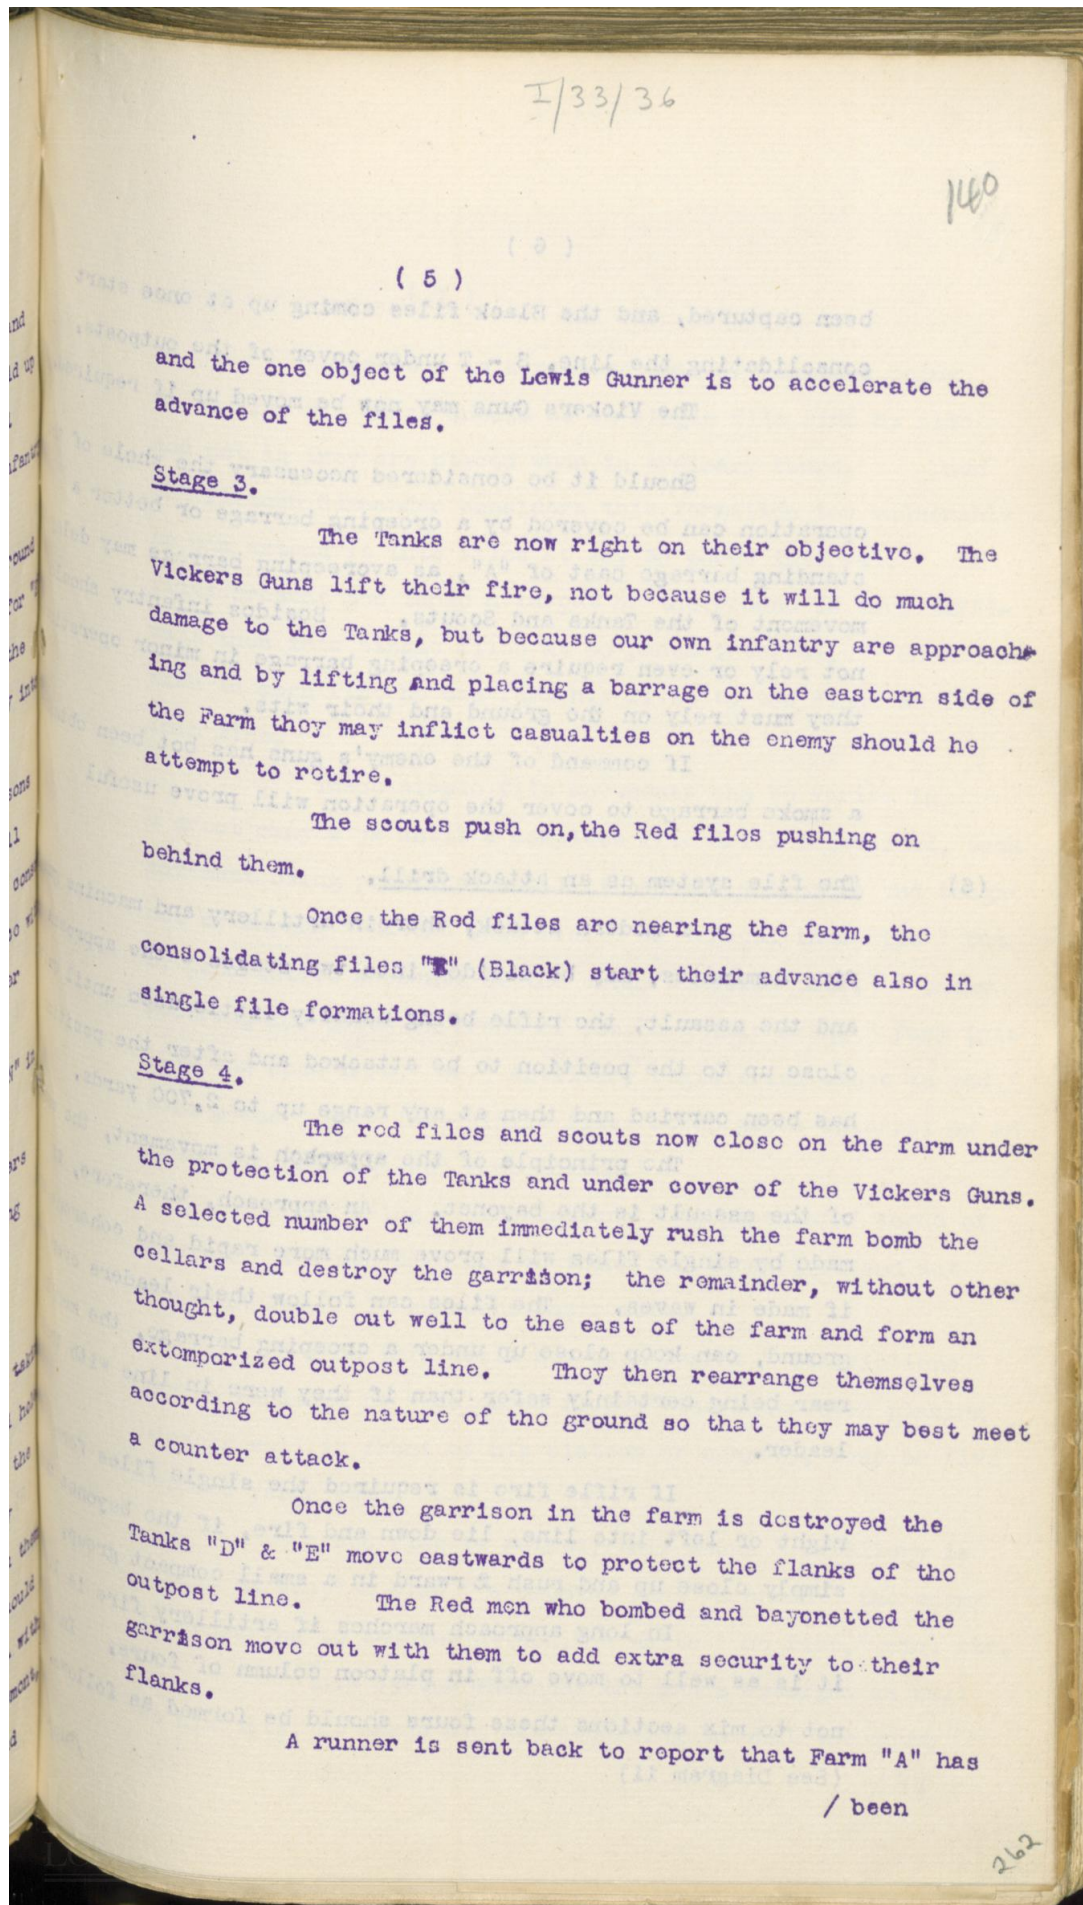 I/33/36
140
( 5 )
and the one object of the Lewis Gunner is to accelerate the
advance of the files.
Stage 3.
The Tanks are now right on their objective. The
Vickers Guns lift their fire, not because it will do much
damage to the Tanks, but because our own infantry are approach-
ing and by lifting and placing a barrage on the eastern side of
the Farm they may inflict casualties on the enemy should he
attempt to retire.
The scouts push on, the Red files pushing on
behind them.
Once the Red files are nearing the farm, the
consolidating files " " (Black) start their advance also in
single file formations.
Stage 4.
The red files and scouts now close on the farm under
the protection of the Tanks and under cover of the Vickers Guns.
A selected number of them immediately rush the farm bomb the
cellars and destroy the garrison; the remainder, without other
thought, double out well to the east of the farm and form an
extemporized outpost line. They then rearrange themselves
according to the nature of the ground so that they may best meet
a counter attack.
Once the garrison in the farm is destroyed the
Tanks "D" & "E" move eastwards to protect the flanks of the
outpost line. The Red men who bombed and bayonetted the
garrison move out with them to add extra security to their
flanks.
A runner is sent back to report that Farm "A" has
/ been
262